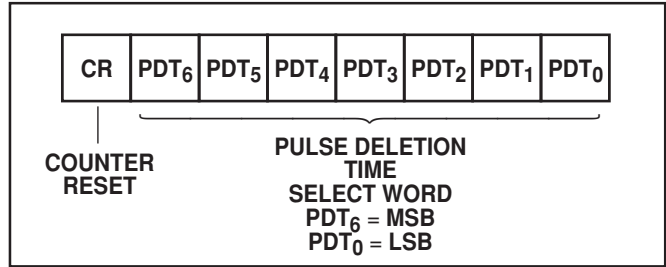 CR PDT6 PDT5 PDT4 PDT3 PDT2 PDT1 PDT0
COUNTER
RESET
PULSE DELETION
TIME
SELECT WORD
PDT6 = MSB
PDT0 = LSB